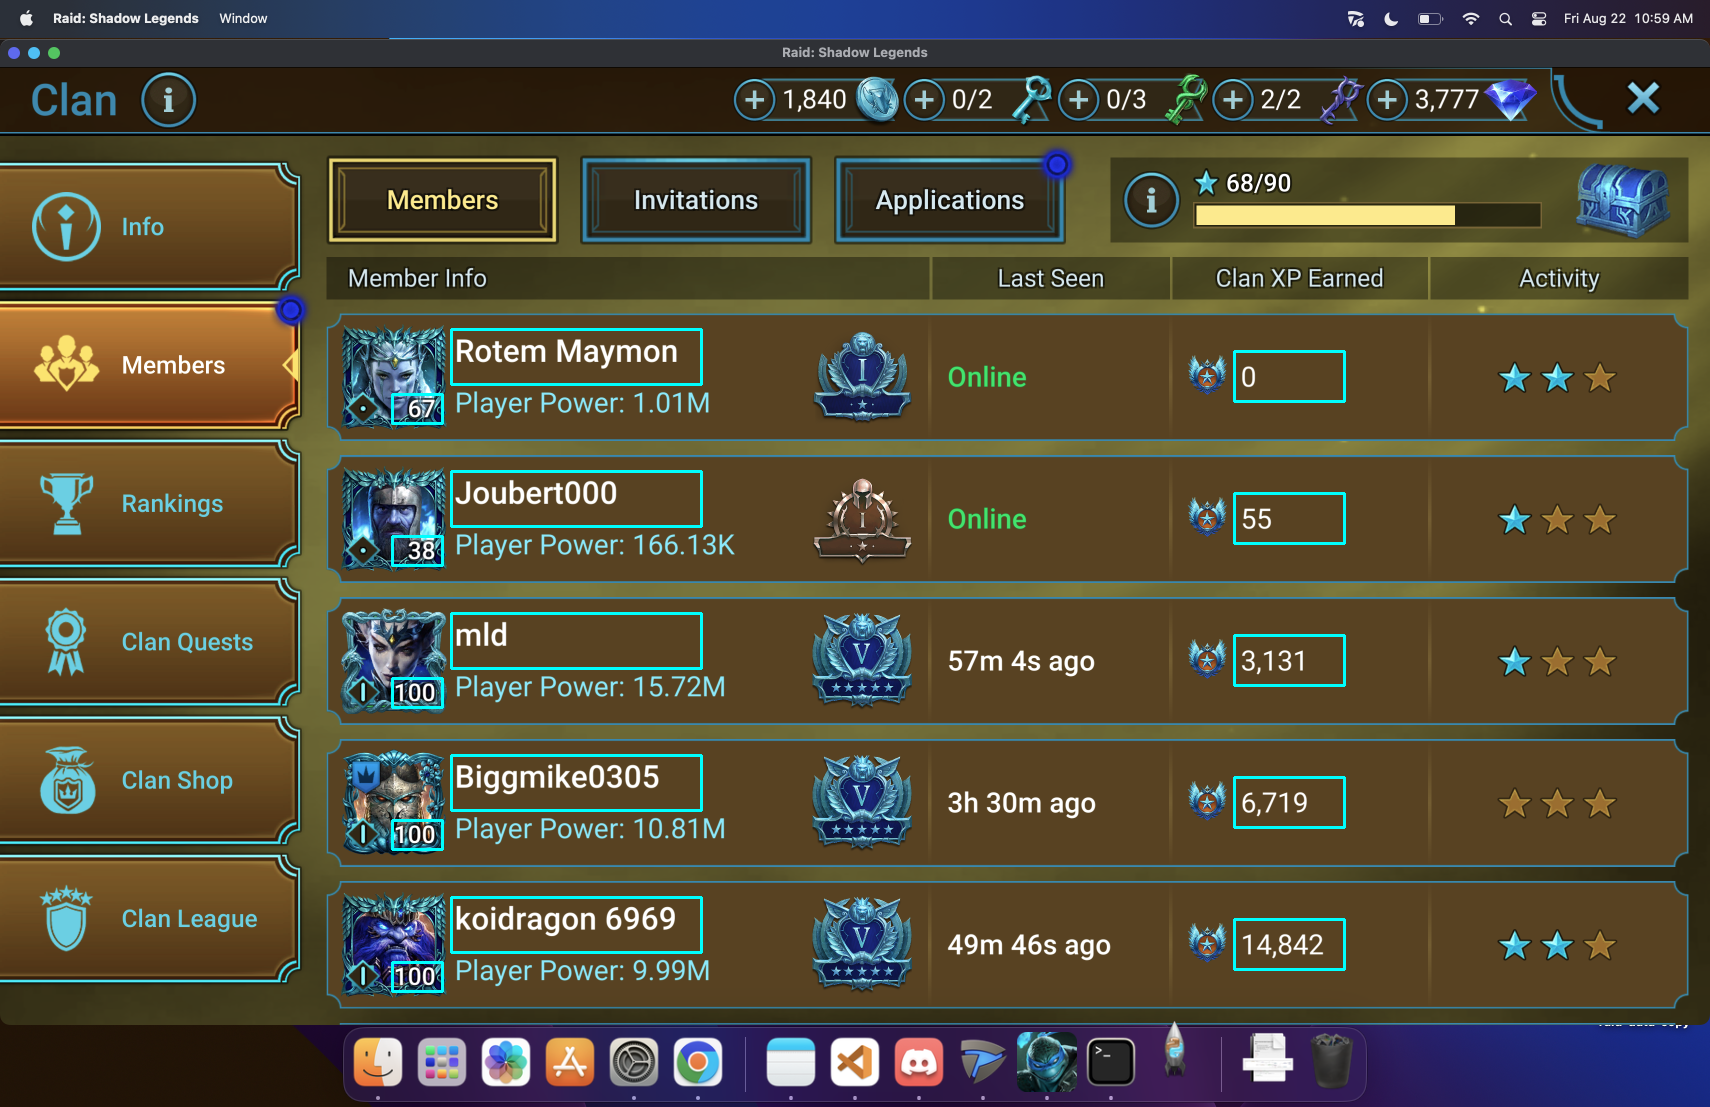 Raid: Shadow Legends Window Fri Aug 22 10:59 AM
Raid: Shadow Legends
Clan 1,840 0/2 0/3 2/2 3,777
Members Invitations Applications 68/90
Member Info Last Seen Clan XP Earned Activity
Info
Members
Rankings
Clan Quests
Clan Shop
Clan League
Rotem Maymon
67 Player Power: 1.01M I Online 0
Joubert000
38 Player Power: 166.13K I Online 55
mld
100 Player Power: 15.72M V 57m 4s ago 3,131
Biggmike0305
100 Player Power: 10.81M V 3h 30m ago 6,719
koidragon 6969
100 Player Power: 9.99M V 49m 46s ago 14,842